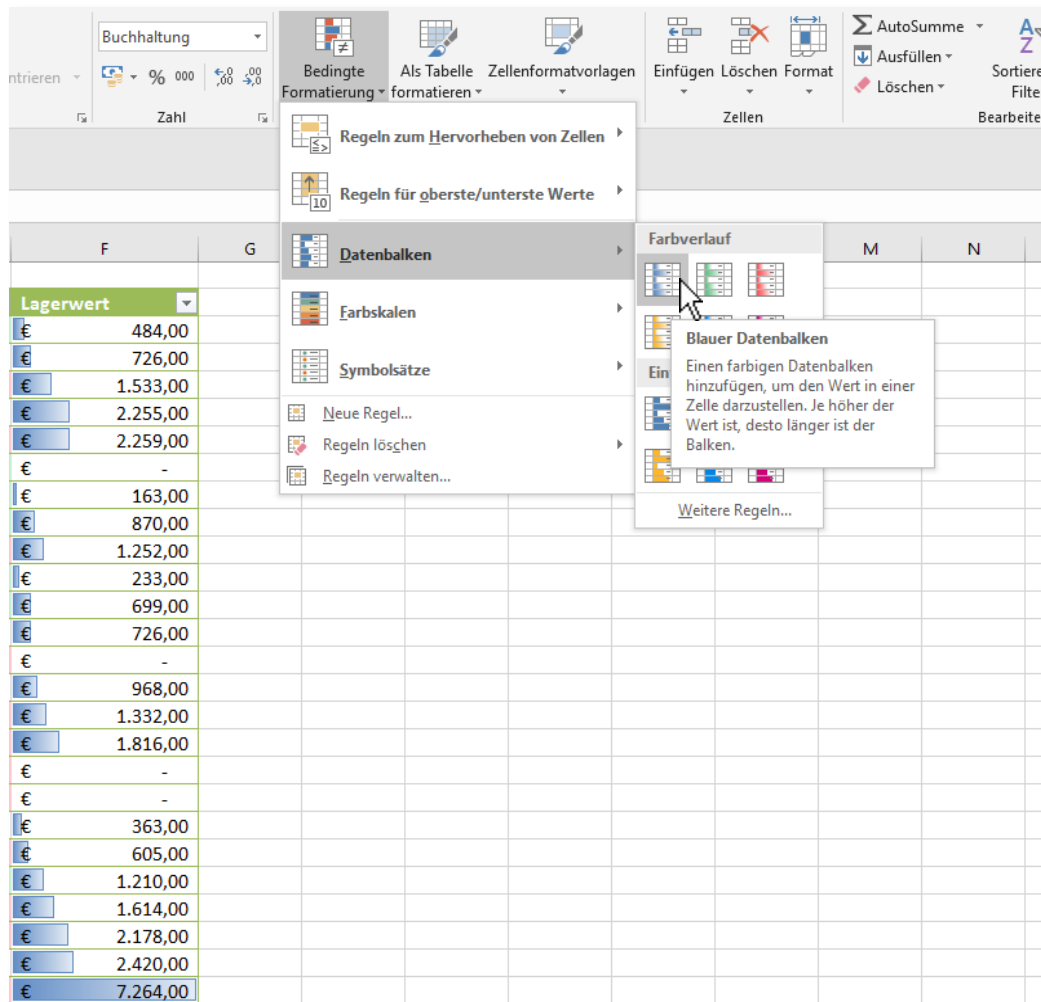 Buchhaltung
ntrieren
% 000
Zahl
Bedingte
Formatierung
Als Tabelle
formatieren
Zellenformatvorlagen
Einfügen Löschen Format
Zellen
AutoSumme
Ausfüllen
Löschen
Sortiere
Filte
Bearbeite
Regeln zum Hervorheben von Zellen
Regeln für oberste/unterste Werte
Datenbalken
Farbskalen
Symbolsätze
Neue Regel...
Regeln löschen
Regeln verwalten...
Farbverlauf
Ein
Weitere Regeln...
Blauer Datenbalken
Einen farbigen Datenbalken
hinzufügen, um den Wert in einer
Zelle darzustellen. Je höher der
Wert ist, desto länger ist der
Balken.
F G M N
Lagerwert
€ 484,00
€ 726,00
€ 1.533,00
€ 2.255,00
€ 2.259,00
€ -
€ 163,00
€ 870,00
€ 1.252,00
€ 233,00
€ 699,00
€ 726,00
€ -
€ 968,00
€ 1.332,00
€ 1.816,00
€ -
€ -
€ 363,00
€ 605,00
€ 1.210,00
€ 1.614,00
€ 2.178,00
€ 2.420,00
€ 7.264,00